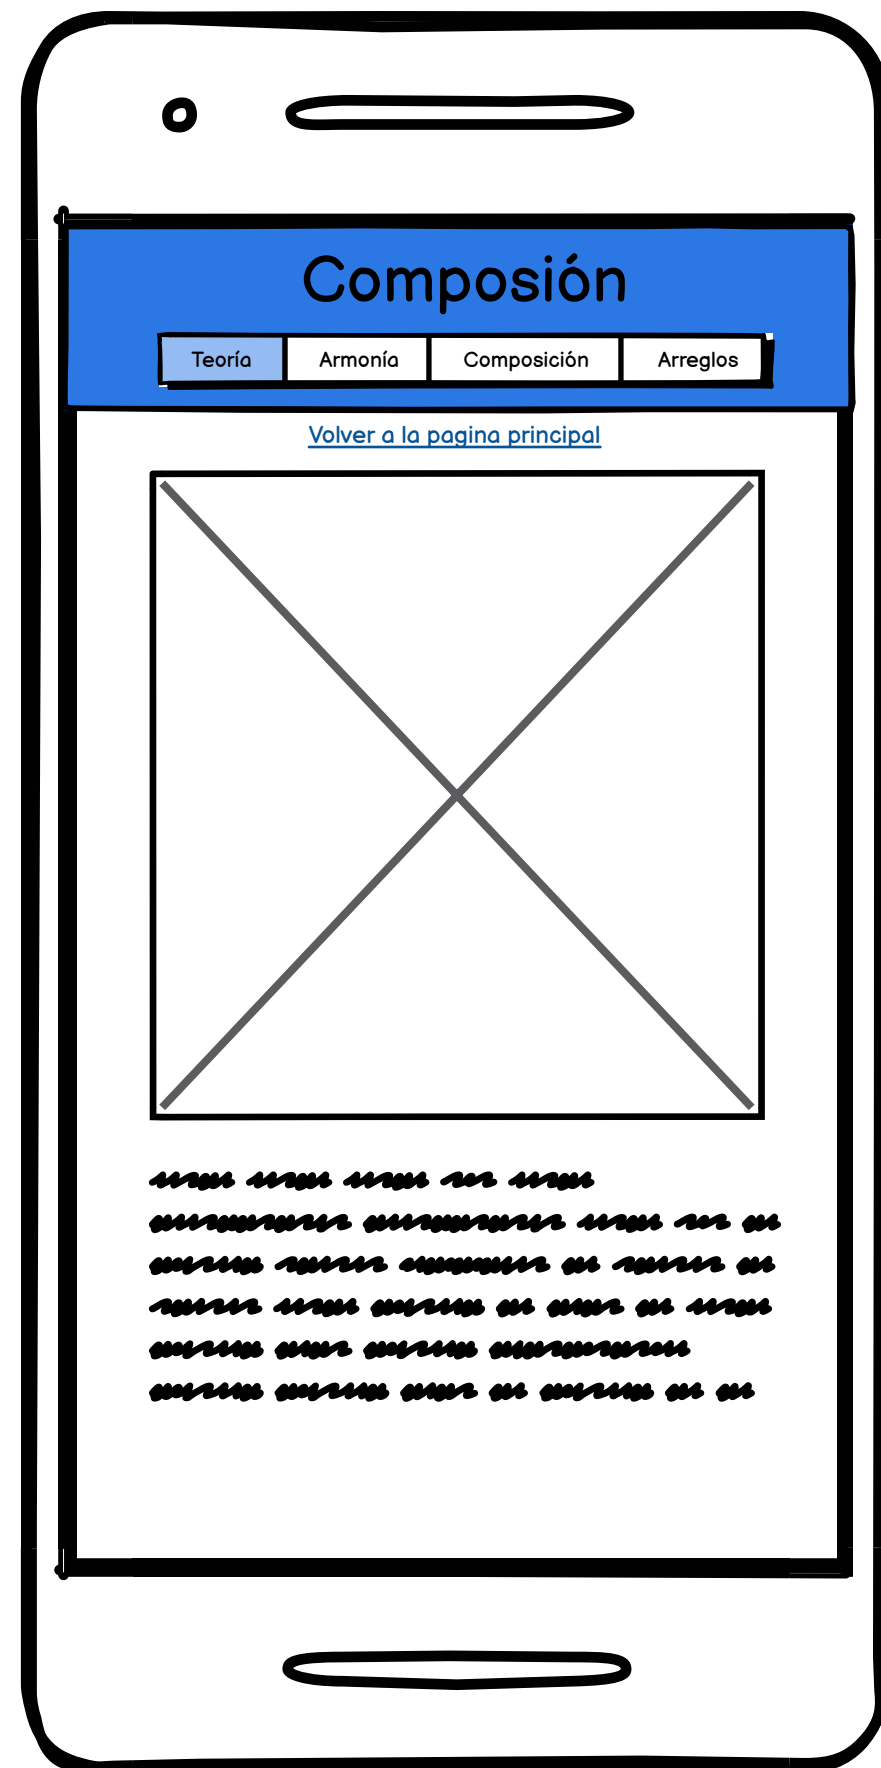 Composión
Teoría Armonía Composición Arreglos
Volver a la pagina principal